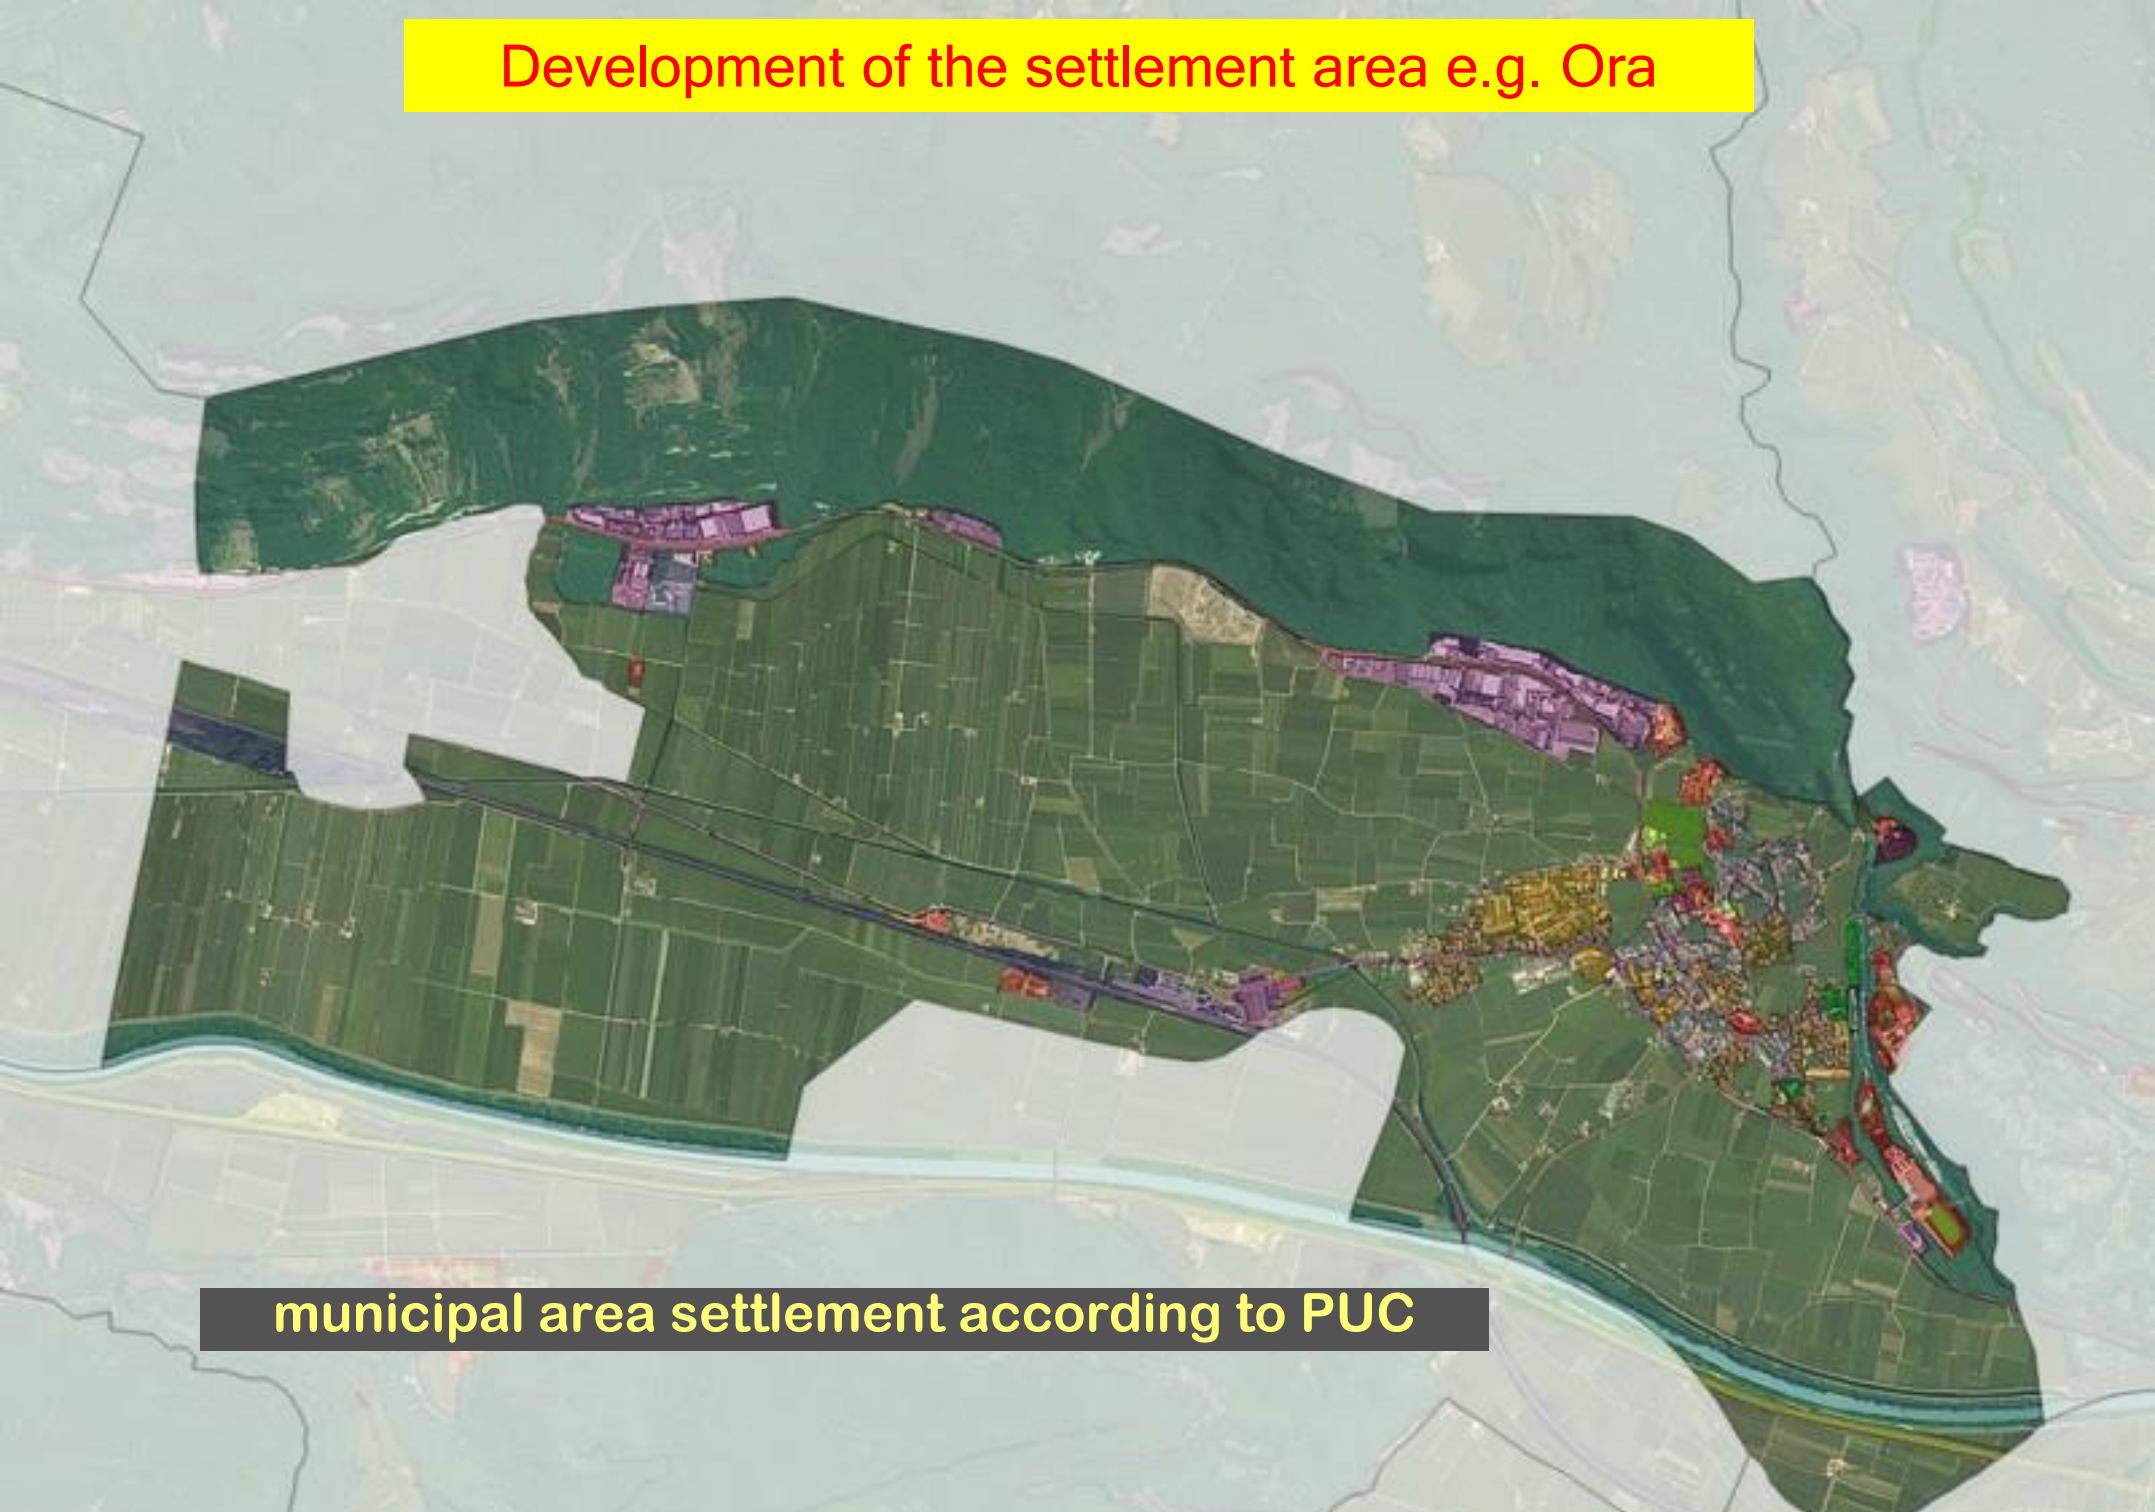 Development of the settlement area e.g. Ora
municipal area settlement according to PUC